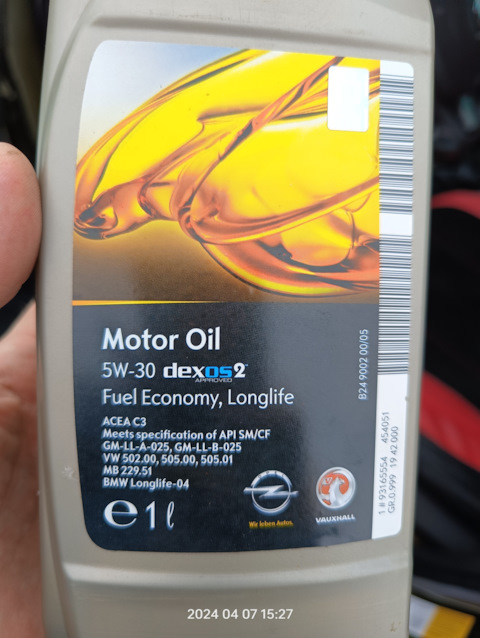 Motor Oil
5W-30 dexos2
APPROVED
Fuel Economy, Longlife
ACEA C3
Meets specification of API SM/CF
GM-LL-A-025, GM-LL-B-025
VW 502.00, 505.00, 505.01
MB 229.51
BMW Longlife-04
℮ 1 ℓ
Wir leben Autos.
VAUXHALL
B24 9002 00/05
1 # 93165554 454051
GR.0.999 19 42 000
2024 04 07 15:27